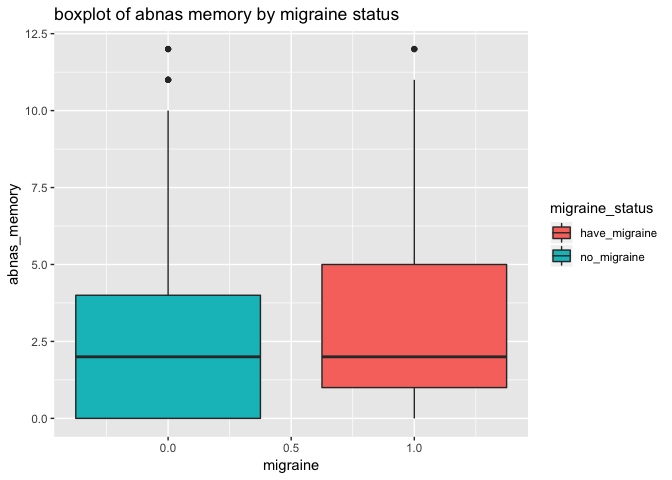 boxplot of abnas memory by migraine status
12.5
10.0
7.5
5.0
2.5
0.0
abnas_memory
0.0 0.5 1.0
migraine
migraine_status
have_migraine
no_migraine